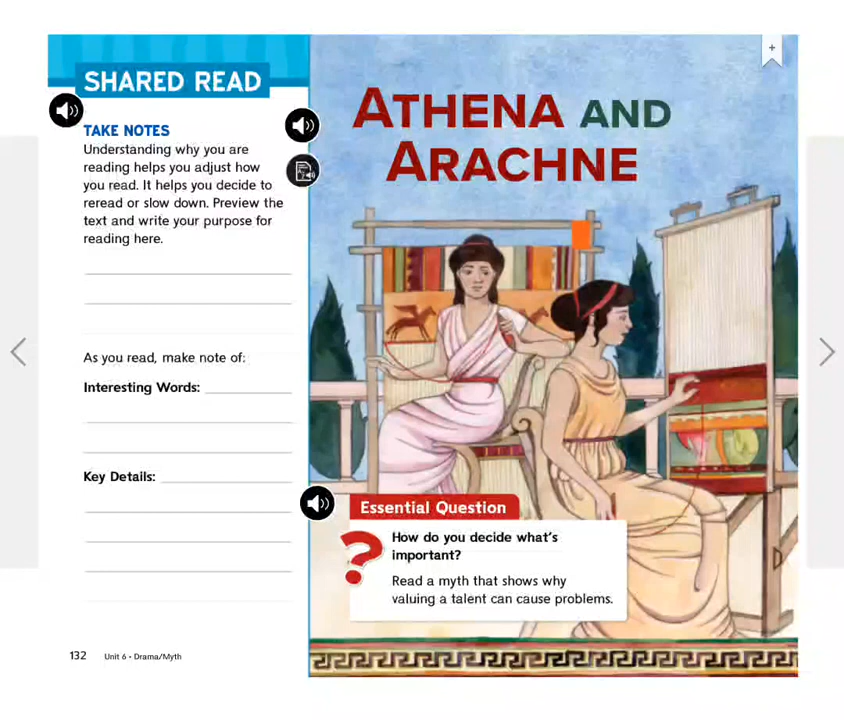 SHARED READ
TAKE NOTES
Understanding why you are
reading helps you adjust how
you read. It helps you decide to
reread or slow down. Preview the
text and write your purpose for
reading here.
As you read, make note of:
Interesting Words:
Key Details:
132 Unit 6 • Drama/Myth
ATHENA AND
ARACHNE
Essential Question
How do you decide what's
important?
Read a myth that shows why
valuing a talent can cause problems.